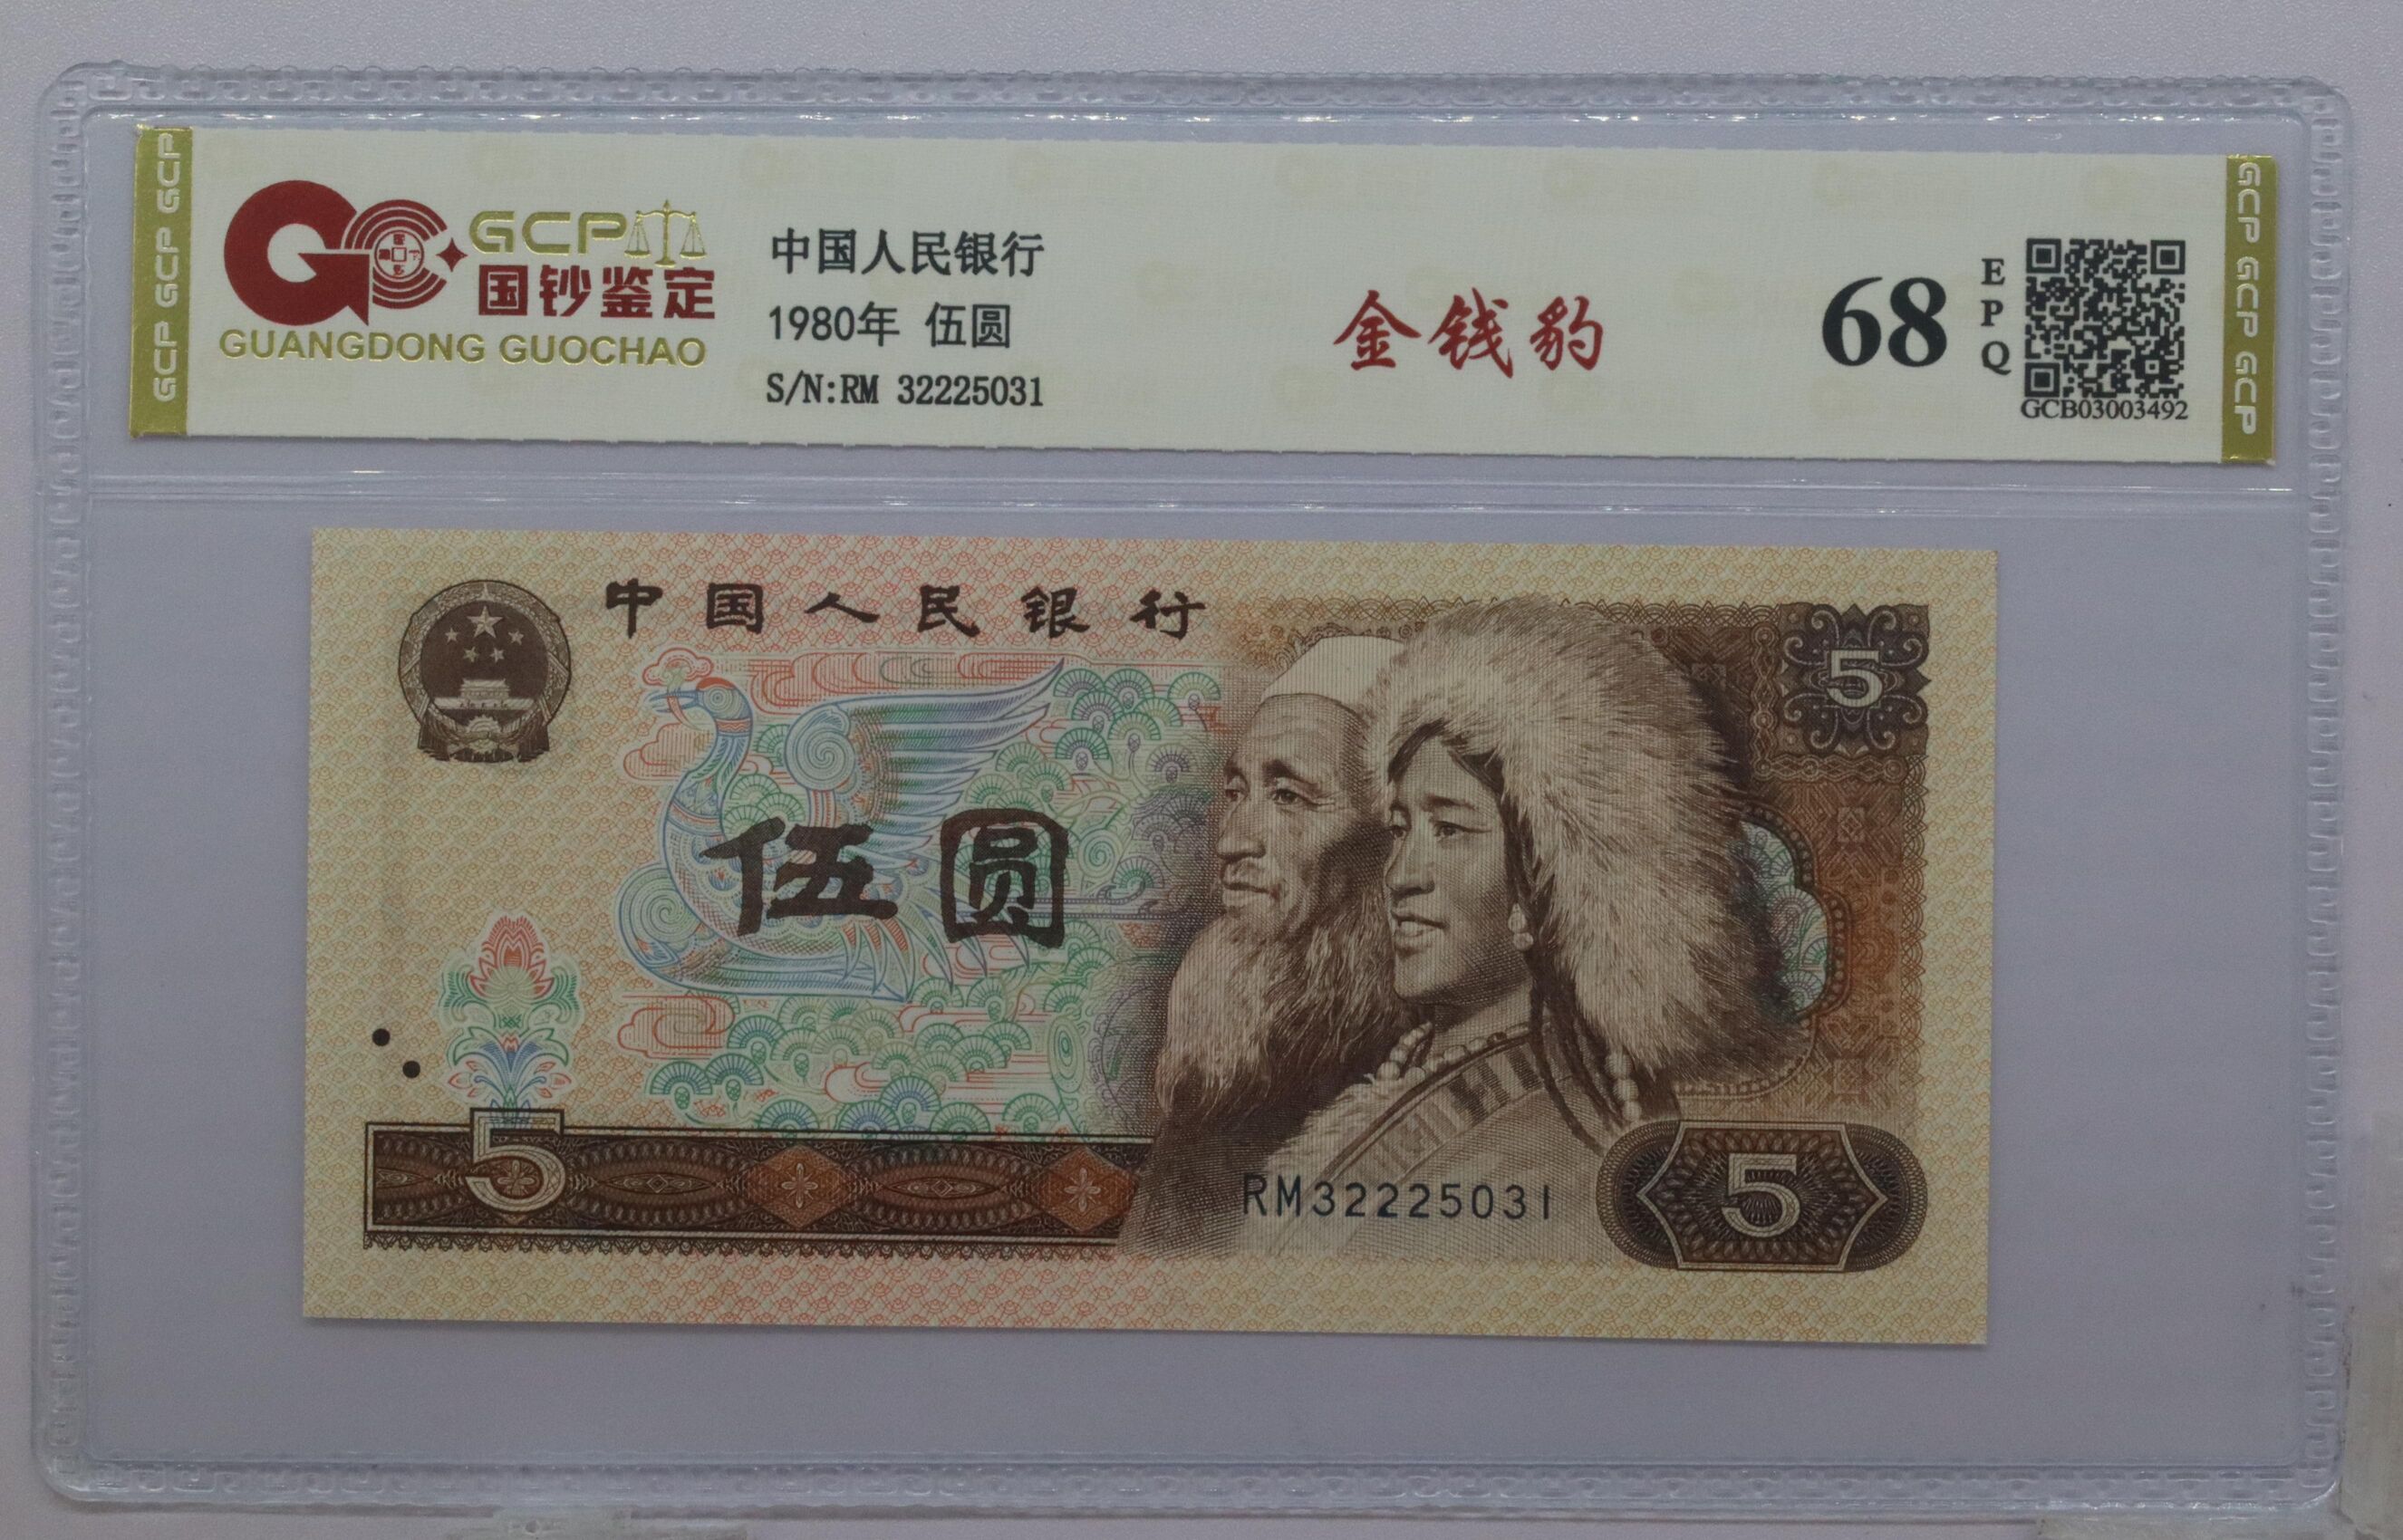 GCP GCP GCP
GCP
国钞鉴定
GUANGDONG GUOCHAO
中国人民银行
1980年 伍圆
S/N:RM 32225031
金钱豹
68
EPQ
GCB03003492
GCP GCP GCP
中国人民银行
5
伍圆
5
RM32225031
5